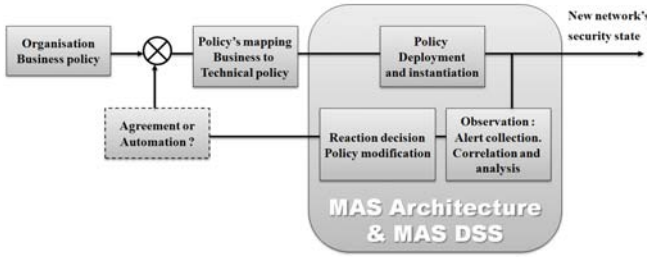 Organisation
Business policy
Policy's mapping
Business to
Technical policy
Policy
Deployment
and instantiation
New network's
security state
Agreement or
Automation ?
Reaction decision
Policy modification
Observation :
Alert collection.
Correlation and
analysis
MAS Architecture
& MAS DSS